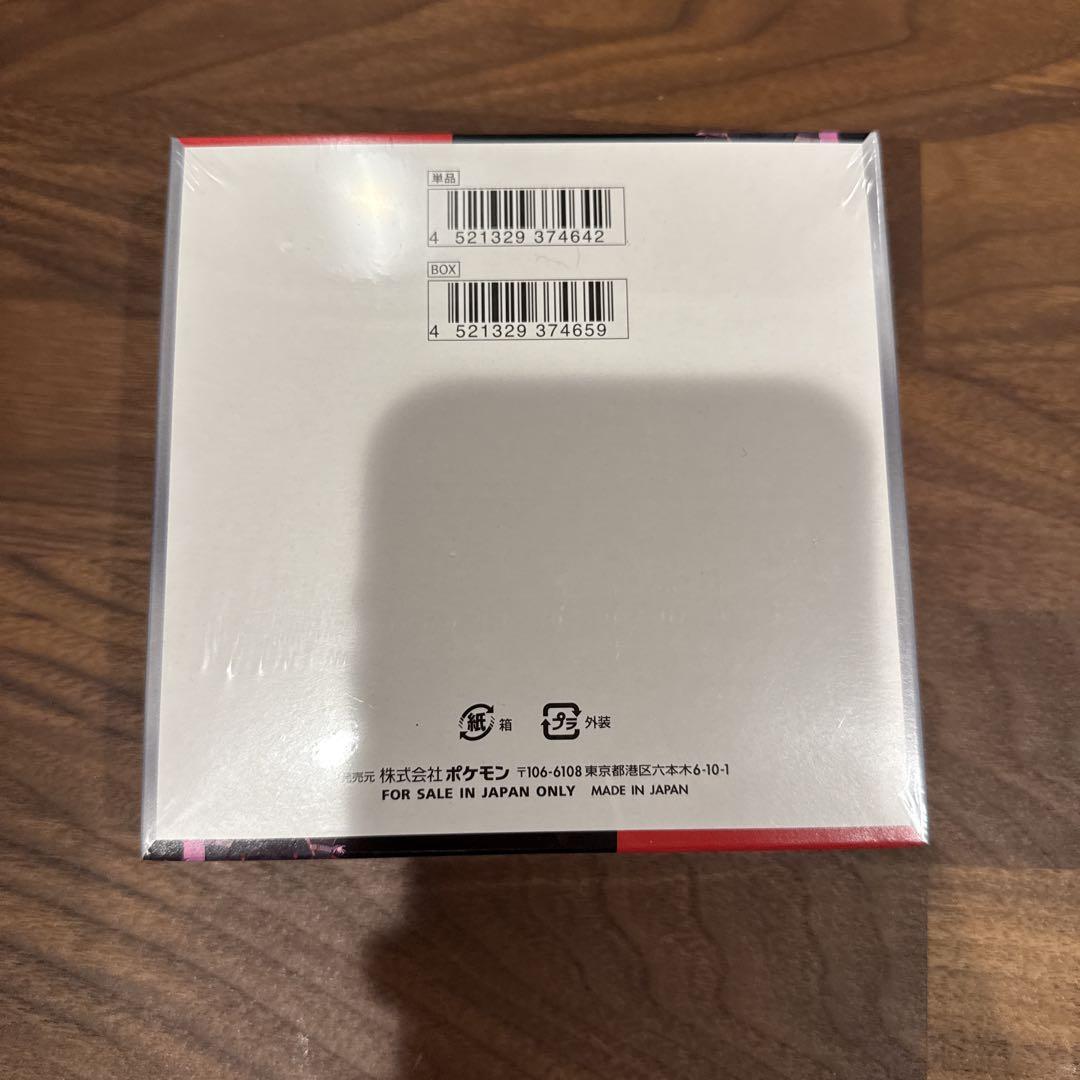 単品
4 521329 374642
BOX
4 521329 374659
紙 箱
プラ 外装
発売元 株式会社ポケモン 〒106-6108 東京都港区六本木6-10-1
FOR SALE IN JAPAN ONLY MADE IN JAPAN